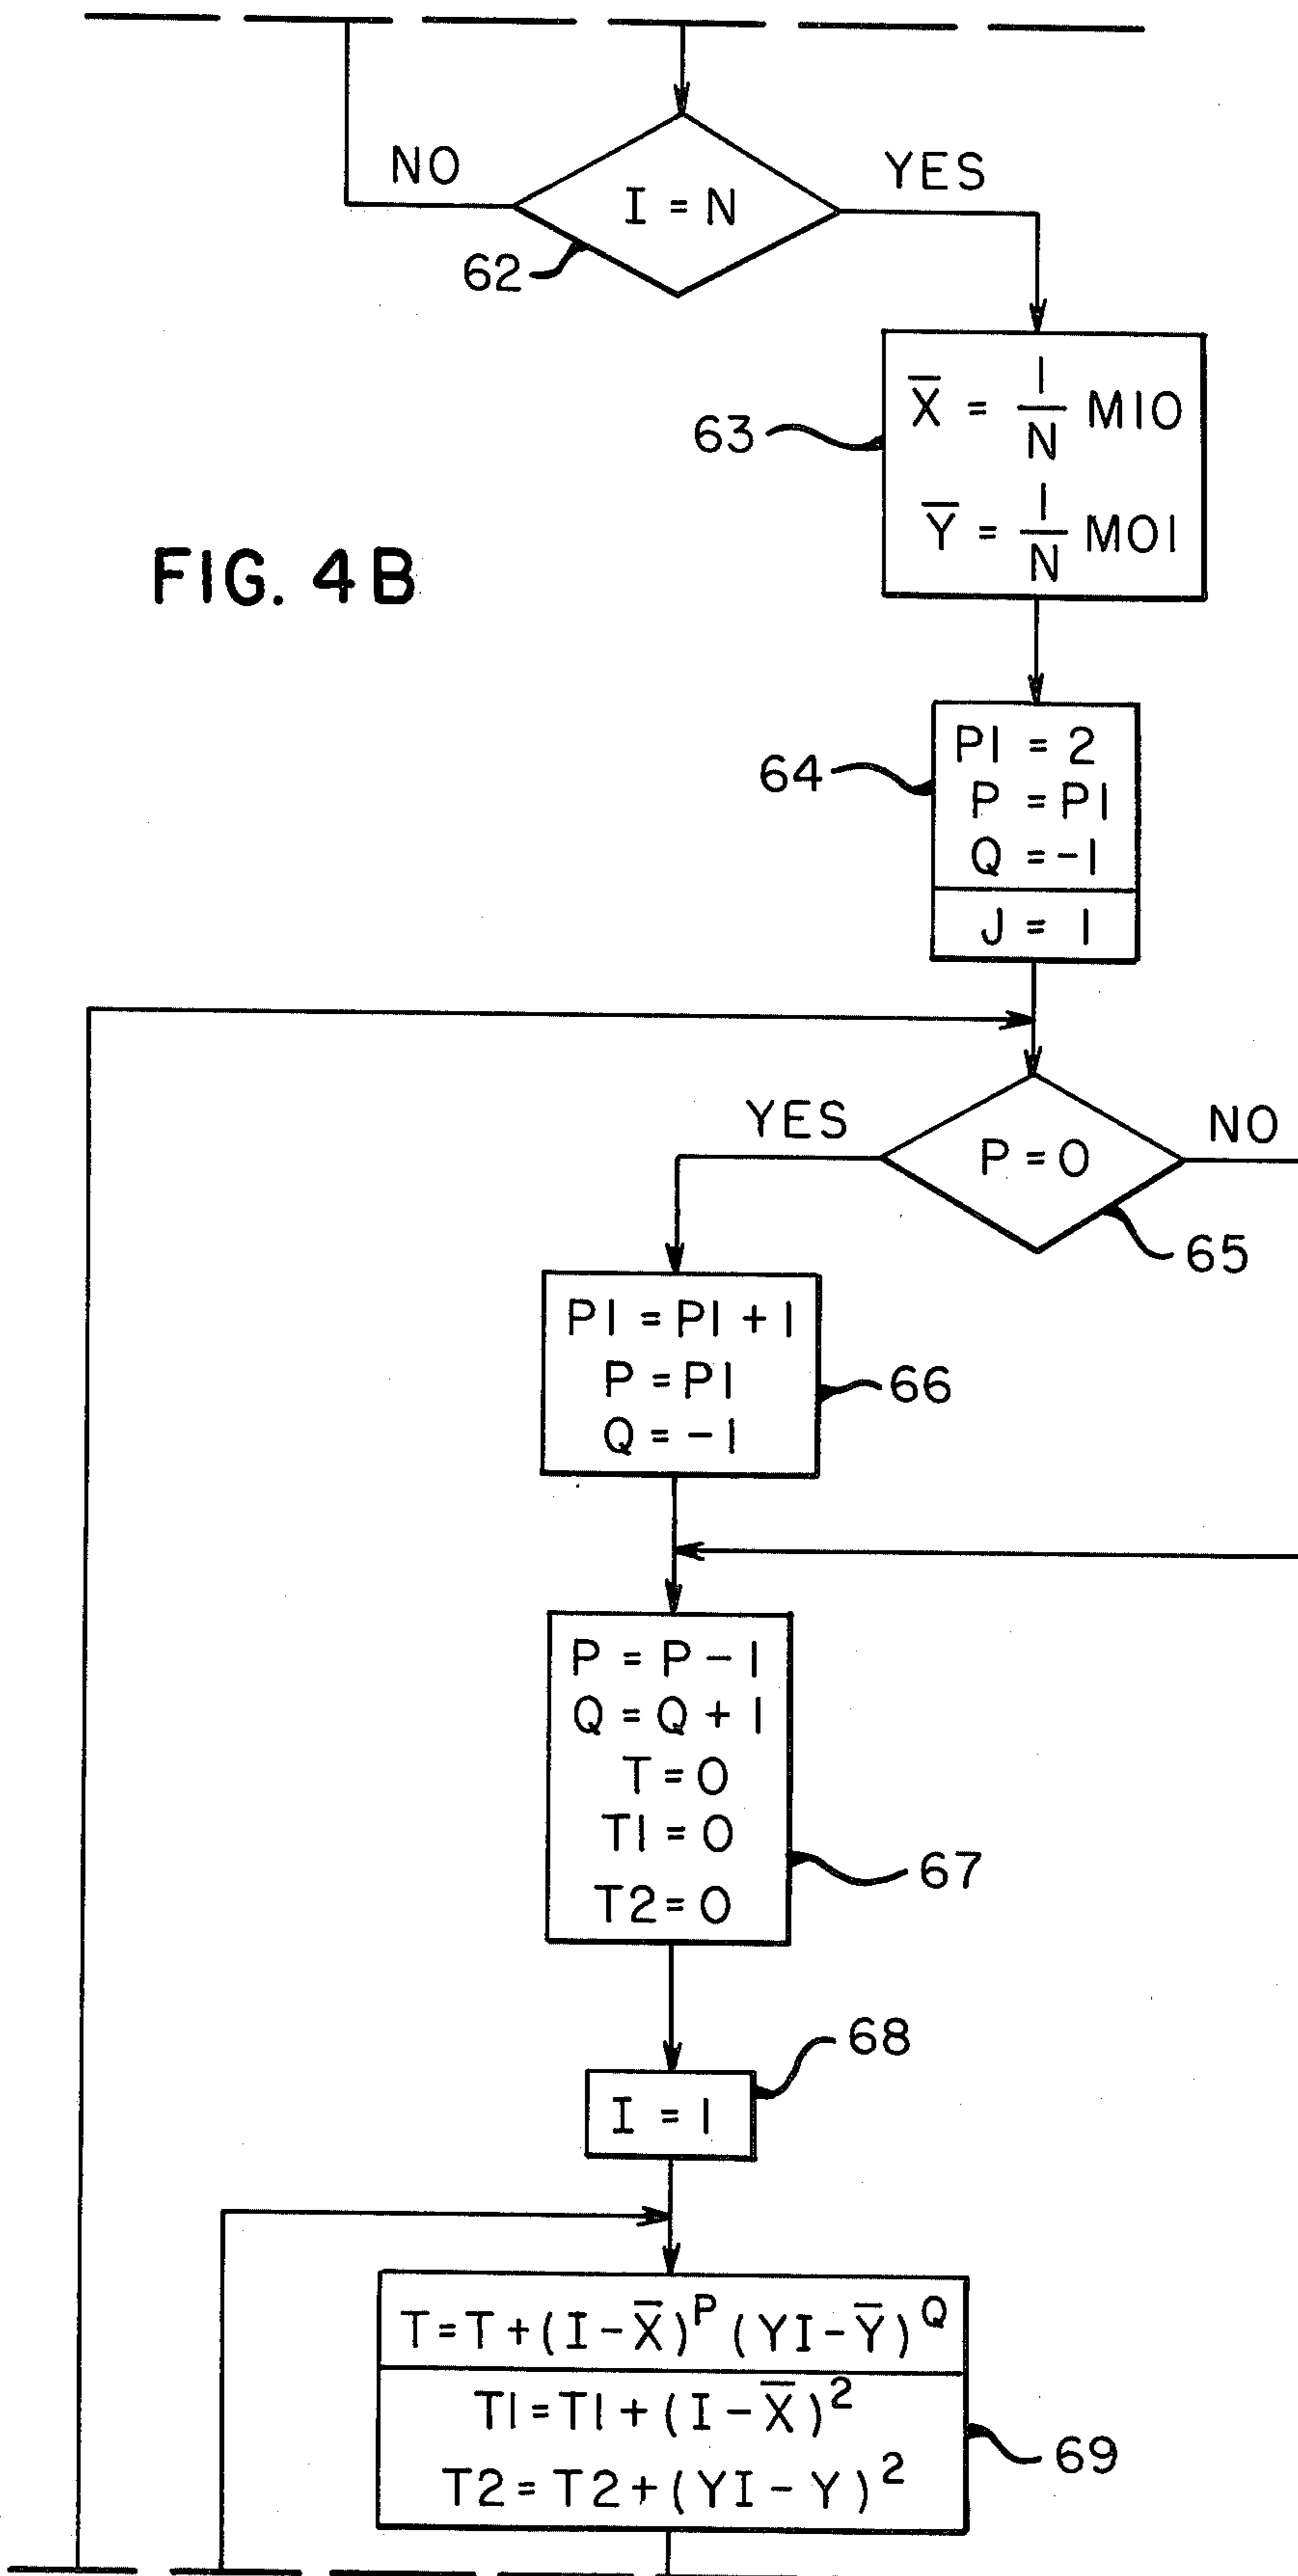 NO
YES
I = N
62
X̄ = 1/N M10
63
Ȳ = 1/N M01
FIG. 4B
P1 = 2
64
P = P1
Q = -1
J = 1
YES
NO
P = 0
65
P1 = P1 + 1
P = P1
66
Q = -1
P = P - 1
Q = Q + 1
T = 0
T1 = 0
67
T2 = 0
68
I = 1
T = T + (I - X̄)^P (YI - Ȳ)^Q
T1 = T1 + (I - X̄)^2
69
T2 = T2 + (YI - Y)^2